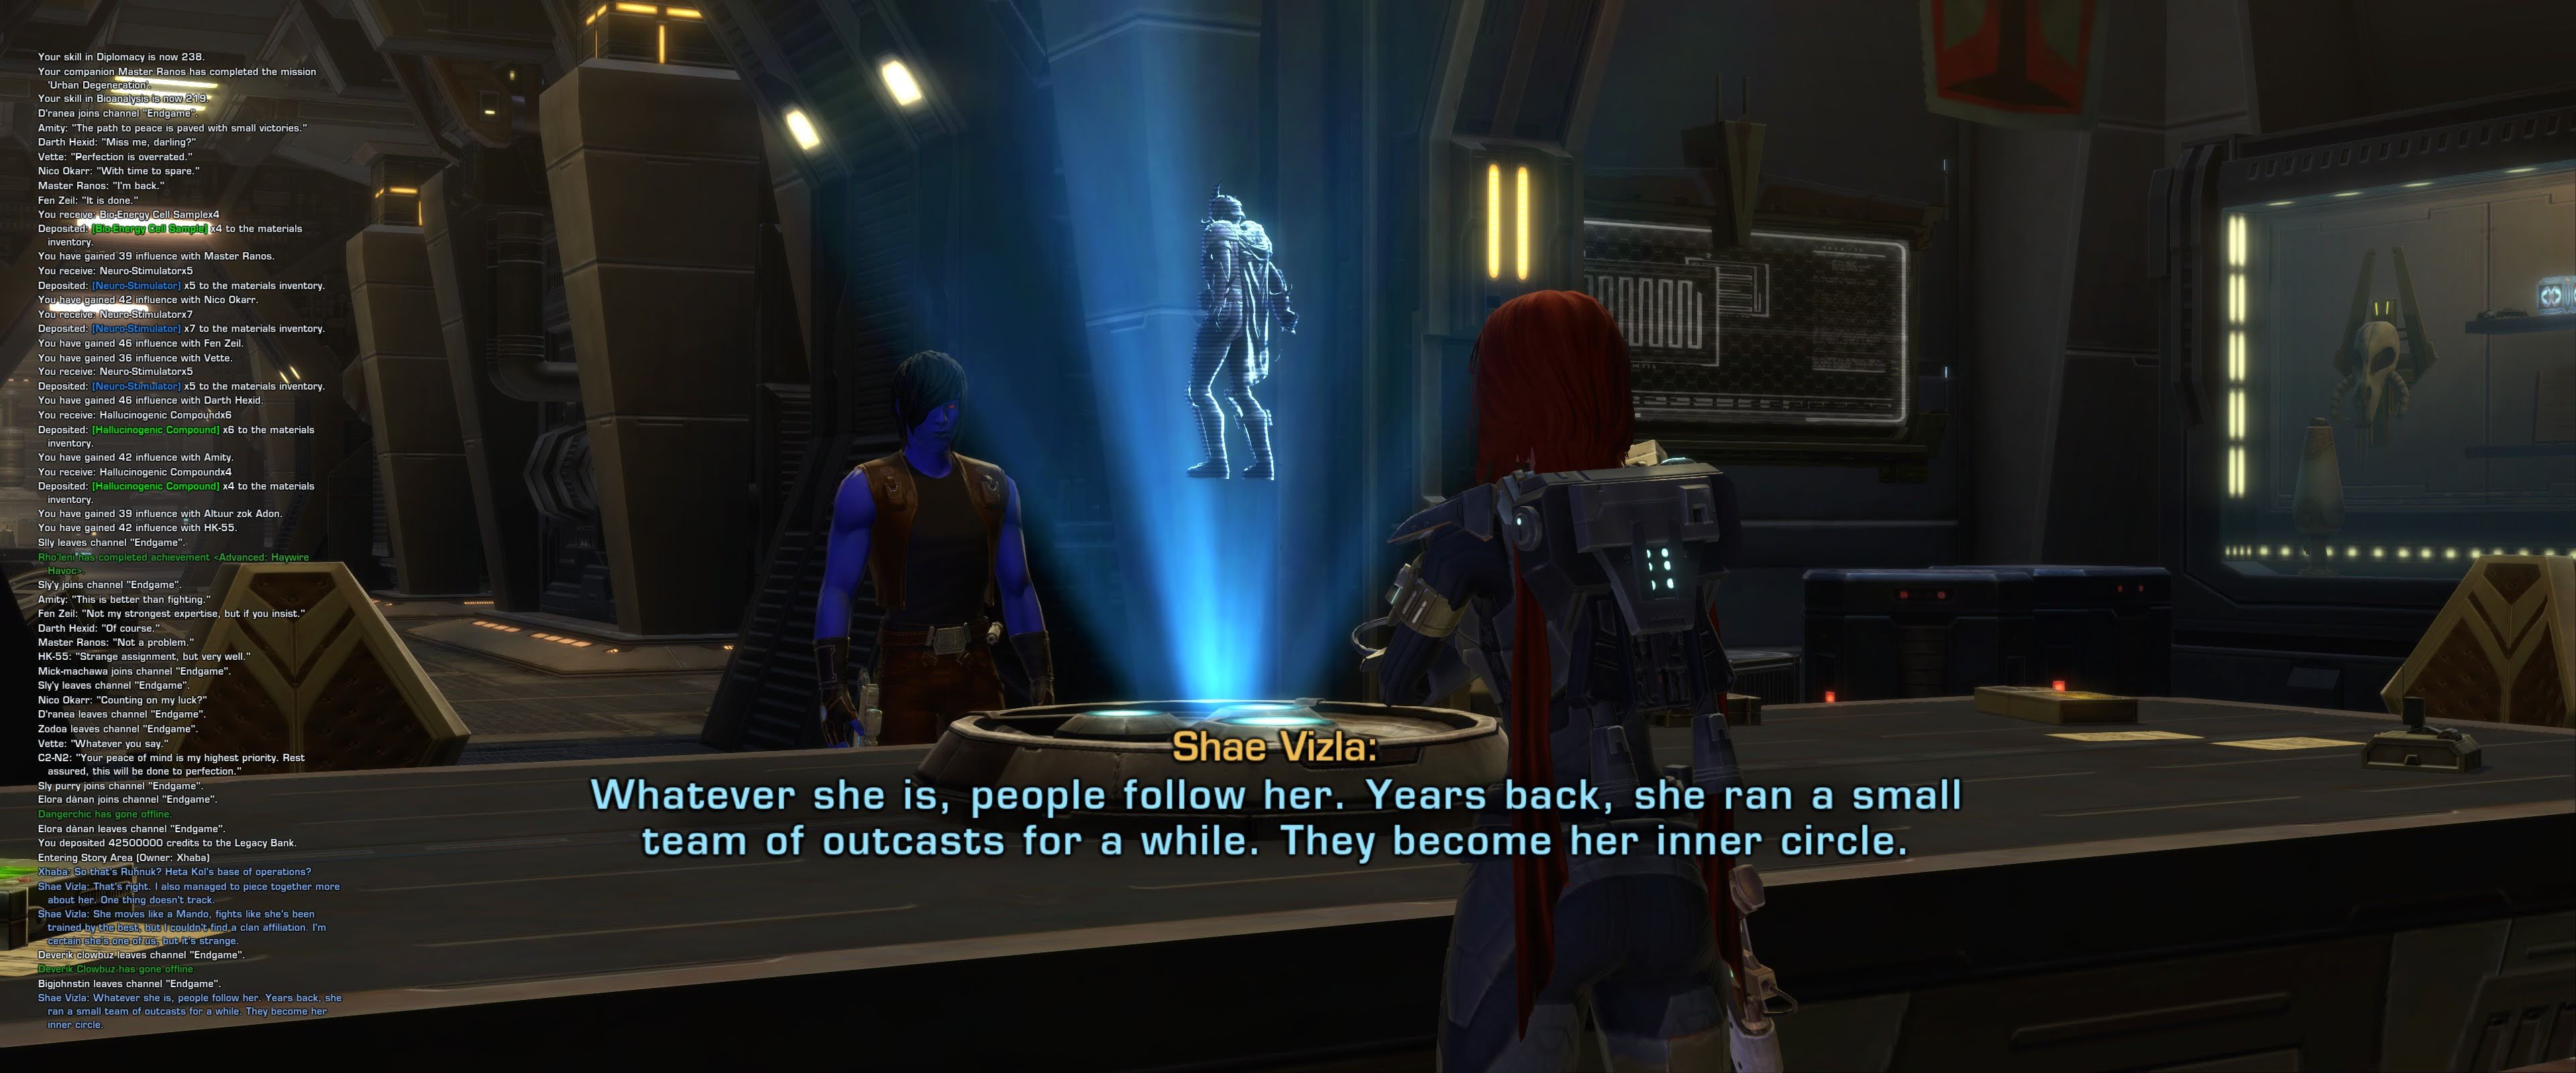 Your skill in Diplomacy is now 238.
Your companion Master Ranos has completed the mission
'Urban Degeneration'.
Your skill in Bioanalysis is now 219.
D'ranea joins channel "Endgame".
Amity: "The path to peace is paved with small victories."
Darth Hexid: "Miss me, darling?"
Vette: "Perfection is overrated."
Nico Okarr: "With time to spare."
Master Ranos: "I'm back."
Fen Zeil: "It is done."
You receive: Bio-Energy Cell Samplex4
Deposited: [Bio-Energy Cell Sample] x4 to the materials
inventory.
You have gained 39 influence with Master Ranos.
You receive: Neuro-Stimulatorx5
Deposited: [Neuro-Stimulator] x5 to the materials inventory.
You have gained 42 influence with Nico Okarr.
You receive: Neuro-Stimulatorx7
Deposited: [Neuro-Stimulator] x7 to the materials inventory.
You have gained 46 influence with Fen Zeil.
You have gained 36 influence with Vette.
You receive: Neuro-Stimulatorx5
Deposited: [Neuro-Stimulator] x5 to the materials inventory.
You have gained 46 influence with Darth Hexid.
You receive: Hallucinogenic Compoundx6
Deposited: [Hallucinogenic Compound] x6 to the materials
inventory.
You have gained 42 influence with Amity.
You receive: Hallucinogenic Compoundx4
Deposited: [Hallucinogenic Compound] x4 to the materials
inventory.
You have gained 39 influence with Altuur zok Adon.
You have gained 42 influence with HK-55.
Slly leaves channel "Endgame".
Rho'leni has completed achievement <Advanced: Haywire
Havoc>.
Sly'y joins channel "Endgame".
Amity: "This is better than fighting."
Fen Zeil: "Not my strongest expertise, but if you insist."
Darth Hexid: "Of course."
Master Ranos: "Not a problem."
HK-55: "Strange assignment, but very well."
Mick-machawa joins channel "Endgame".
Sly'y leaves channel "Endgame".
Nico Okarr: "Counting on my luck?"
D'ranea leaves channel "Endgame".
Zodoa leaves channel "Endgame".
Vette: "Whatever you say."
C2-N2: "Your peace of mind is my highest priority. Rest
assured, this will be done to perfection."
Sly purry joins channel "Endgame".
Elora dánan joins channel "Endgame".
Dangerchic has gone offline.
Elora dánan leaves channel "Endgame".
You deposited 42500000 credits to the Legacy Bank.
Entering Story Area (Owner: Xhaba)
Xhaba: So that's Ruhnuk? Heta Kol's base of operations?
Shae Vizla: That's right. I also managed to piece together more
about her. One thing doesn't track.
Shae Vizla: She moves like a Mando, fights like she's been
trained by the best, but I couldn't find a clan affiliation. I'm
certain she's one of us, but it's strange.
Deverik clowbuz leaves channel "Endgame".
Deverik Clowbuz has gone offline.
Bigjohnstin leaves channel "Endgame".
Shae Vizla: Whatever she is, people follow her. Years back, she
ran a small team of outcasts for a while. They become her
inner circle.
Shae Vizla:
Whatever she is, people follow her. Years back, she ran a small
team of outcasts for a while. They become her inner circle.